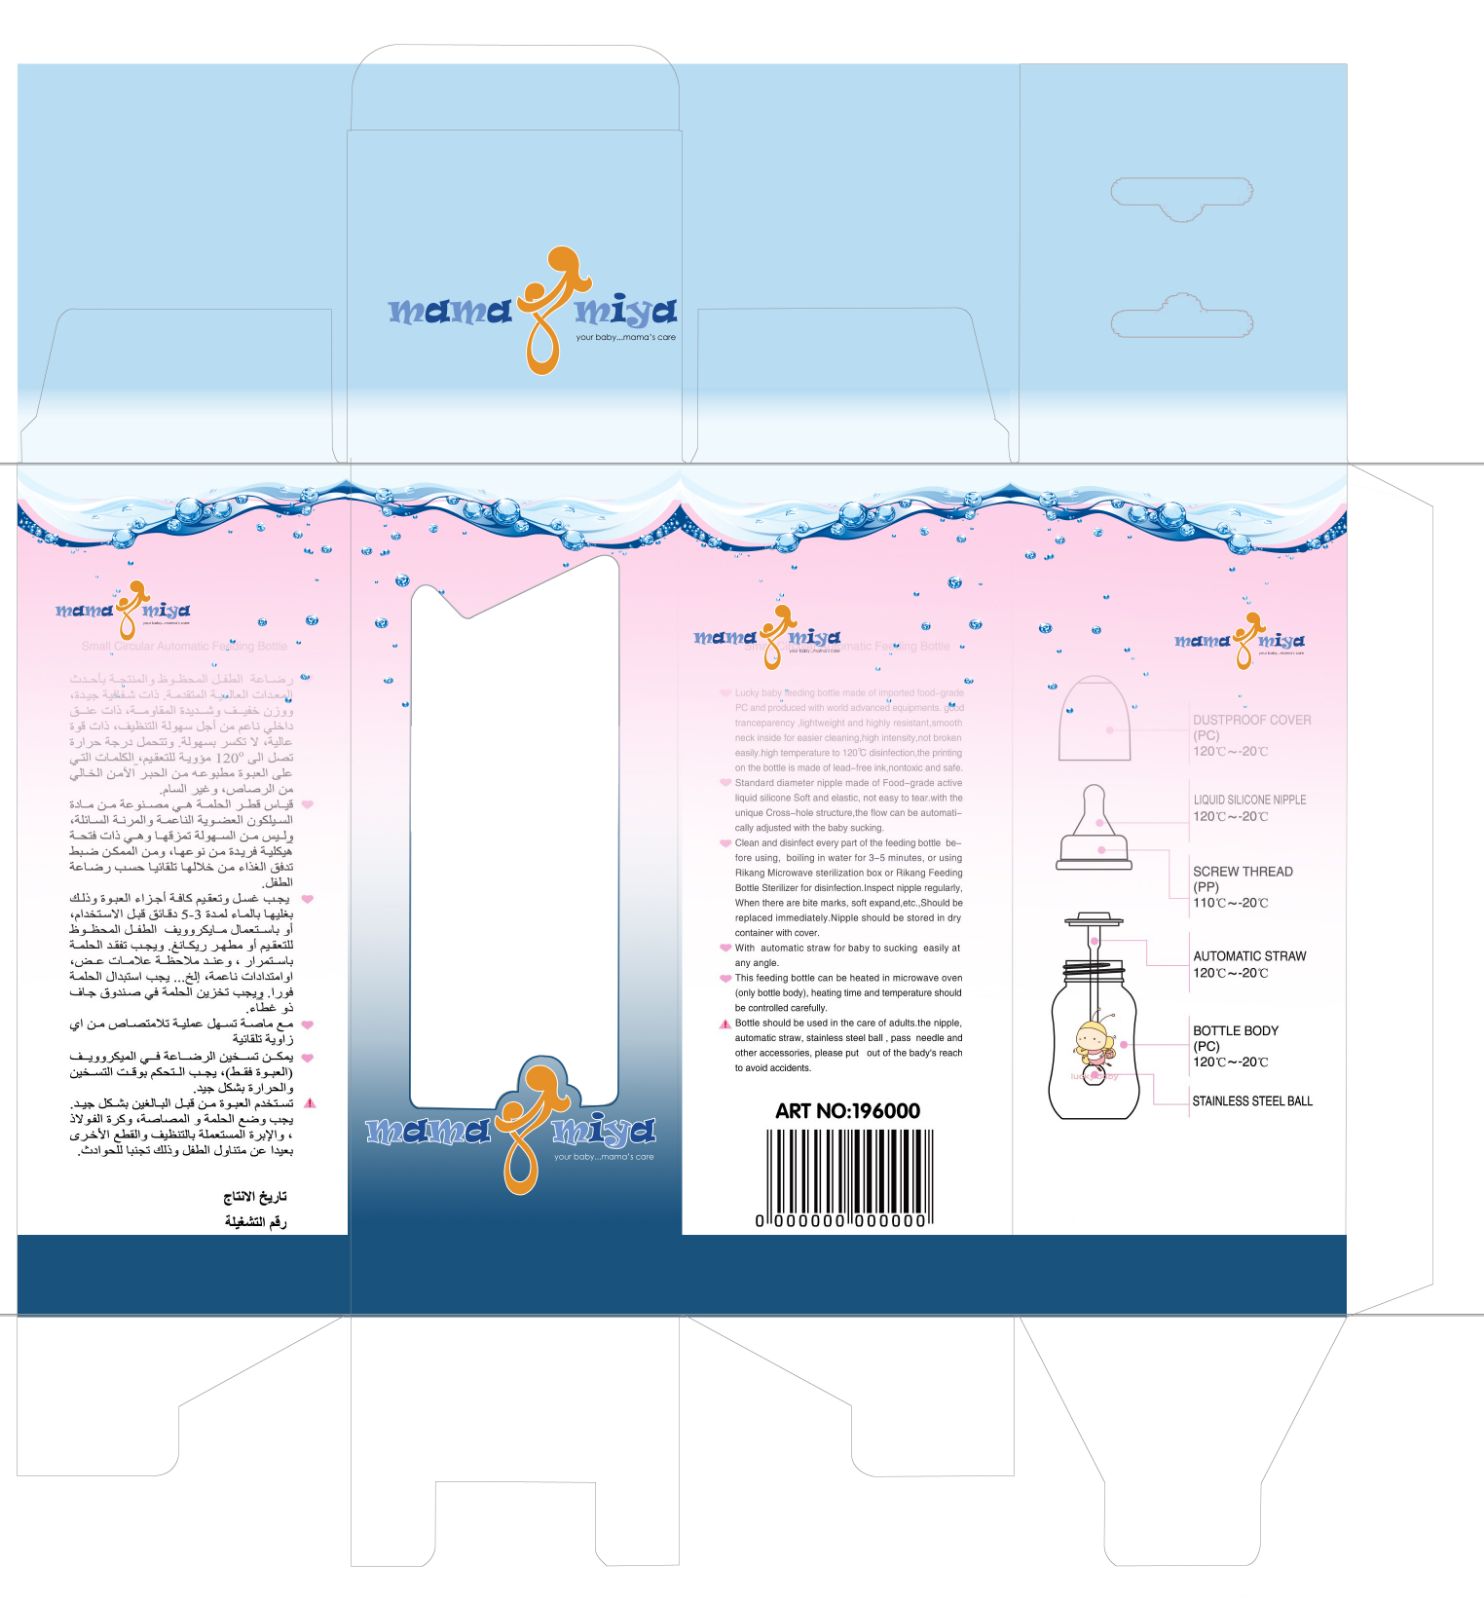 mama miya
your baby...mama's care
mama miya
your baby...mama's care
Small Circular Automatic Feeding Bottle
رضاعة الطفل المحظوظ والمنتجة بأحدث
المعدات العالمية المتقدمة. ذات شفافية جيدة،
ووزن خفيف وشديدة المقاومة، ذات عنق
داخلي ناعم من أجل سهولة التنظيف، ذات قوة
عالية، لا تكسر بسهولة. وتتحمل درجة حرارة
تصل الى °120 مؤوية للتعقيم، الكلمات التي
على العبوة مطبوعه من الحبر الآمن الخالي
من الرصاص، وغير السام.
قياس قطر الحلمة هي مصنوعة من مادة
السيلكون العضوية الناعمة والمرنة السائلة،
وليس من السهولة تمزقها وهي ذات فتحة
هيكلية فريدة من نوعها، ومن الممكن ضبط
تدفق الغذاء من خلالها تلقائيا حسب رضاعة
الطفل.
يجب غسل وتعقيم كافة أجزاء العبوة وذلك
بغليها بالماء لمدة 3-5 دقائق قبل الاستخدام،
أو باستعمال مايكروويف الطفل المحظوظ
للتعقيم أو مطهر ريكانغ. ويجب تفقد الحلمة
باستمرار ، وعند ملاحظة علامات عض،
اوامتدادات ناعمة، إلخ... يجب استبدال الحلمة
فورا. ويجب تخزين الحلمة في صندوق جاف
ذو غطاء.
مع ماصة تسهل عملية تلامتصاص من اي
زاوية تلقائية
يمكن تسخين الرضاعة في الميكروويف
(العبوة فقط)، يجب التحكم بوقت التسخين
والحرارة بشكل جيد.
تستخدم العبوة من قبل البالغين بشكل جيد.
يجب وضع الحلمة و المصاصة، وكرة الفولاذ
، والإبرة المستعملة بالتنظيف والقطع الأخرى
بعيدا عن متناول الطفل وذلك تجنبا للحوادث.
تاريخ الانتاج
رقم التشغيلة
mama miya
your baby...mama's care
mama miya
your baby...mama's care
Automatic Feeding Bottle
Lucky baby feeding bottle made of imported food-grade
PC and produced with world advanced equipments. good
tranceparency ,lightweight and highly resistant,smooth
neck inside for easier cleaning,high intensity,not broken
easily.high temperature to 120℃ disinfection,the printing
on the bottle is made of lead-free ink,nontoxic and safe.
Standard diameter nipple made of Food-grade active
liquid silicone Soft and elastic, not easy to tear.with the
unique Cross-hole structure,the flow can be automati-
cally adjusted with the baby sucking.
Clean and disinfect every part of the feeding bottle be-
fore using, boiling in water for 3-5 minutes, or using
Rikang Microwave sterilization box or Rikang Feeding
Bottle Sterilizer for disinfection.Inspect nipple regularly,
When there are bite marks, soft expand,etc.,Should be
replaced immediately.Nipple should be stored in dry
container with cover.
With automatic straw for baby to sucking easily at
any angle.
This feeding bottle can be heated in microwave oven
(only bottle body), heating time and temperature should
be controlled carefully.
Bottle should be used in the care of adults.the nipple,
automatic straw, stainless steel ball , pass needle and
other accessories, please put out of the bady's reach
to avoid accidents.
ART NO:196000
0 000000 000000
mama miya
your baby...mama's care
DUSTPROOF COVER
(PC)
120℃~-20℃
LIQUID SILICONE NIPPLE
120℃~-20℃
SCREW THREAD
(PP)
110℃~-20℃
AUTOMATIC STRAW
120℃~-20℃
BOTTLE BODY
(PC)
120℃~-20℃
lucky baby
STAINLESS STEEL BALL